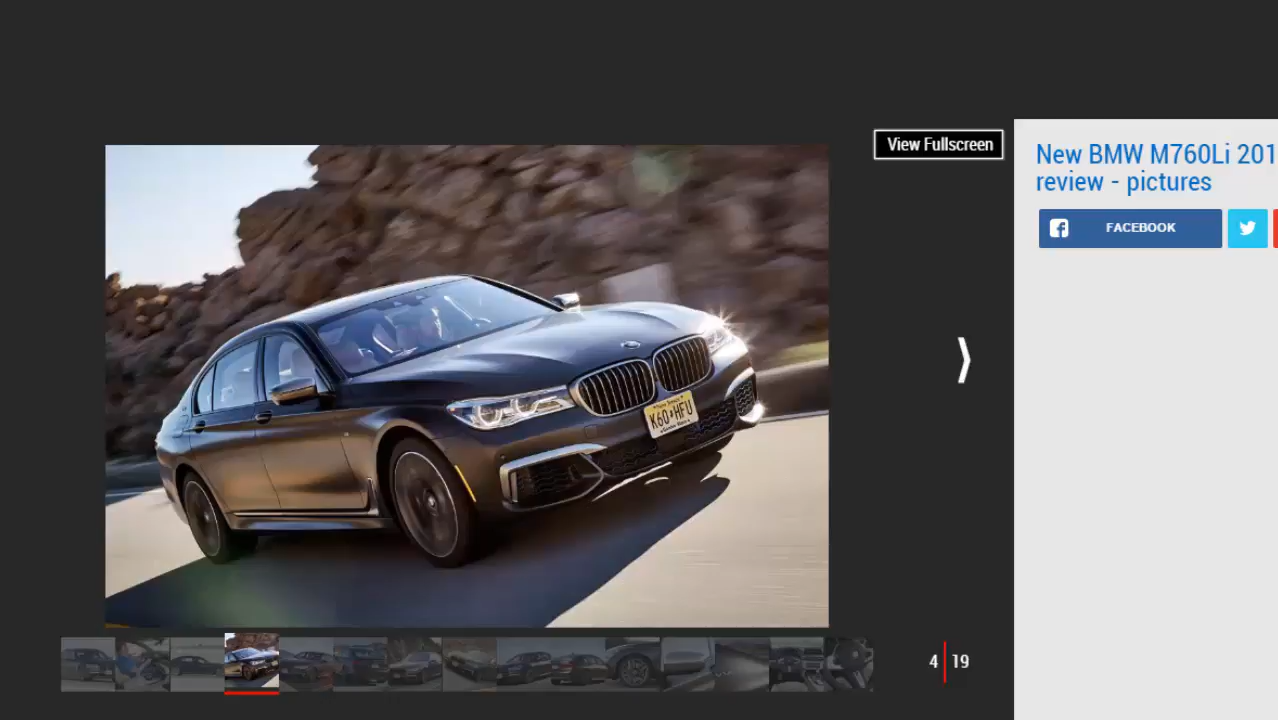 View Fullscreen
New BMW M760Li 201
review - pictures
FACEBOOK
K60•HFU
4 19